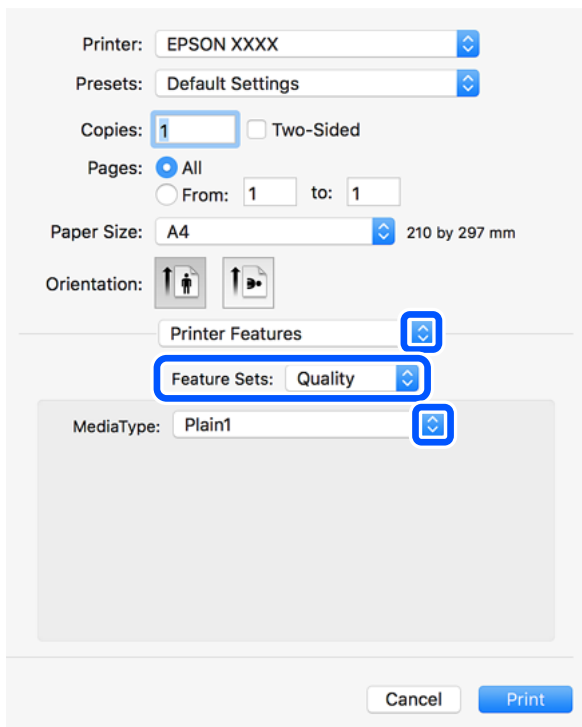 Printer: EPSON XXXX
Presets: Default Settings
Copies: 1 Two-Sided
Pages: All
From: 1 to: 1
Paper Size: A4 210 by 297 mm
Orientation:
Printer Features
Feature Sets: Quality
MediaType: Plain1
Cancel Print